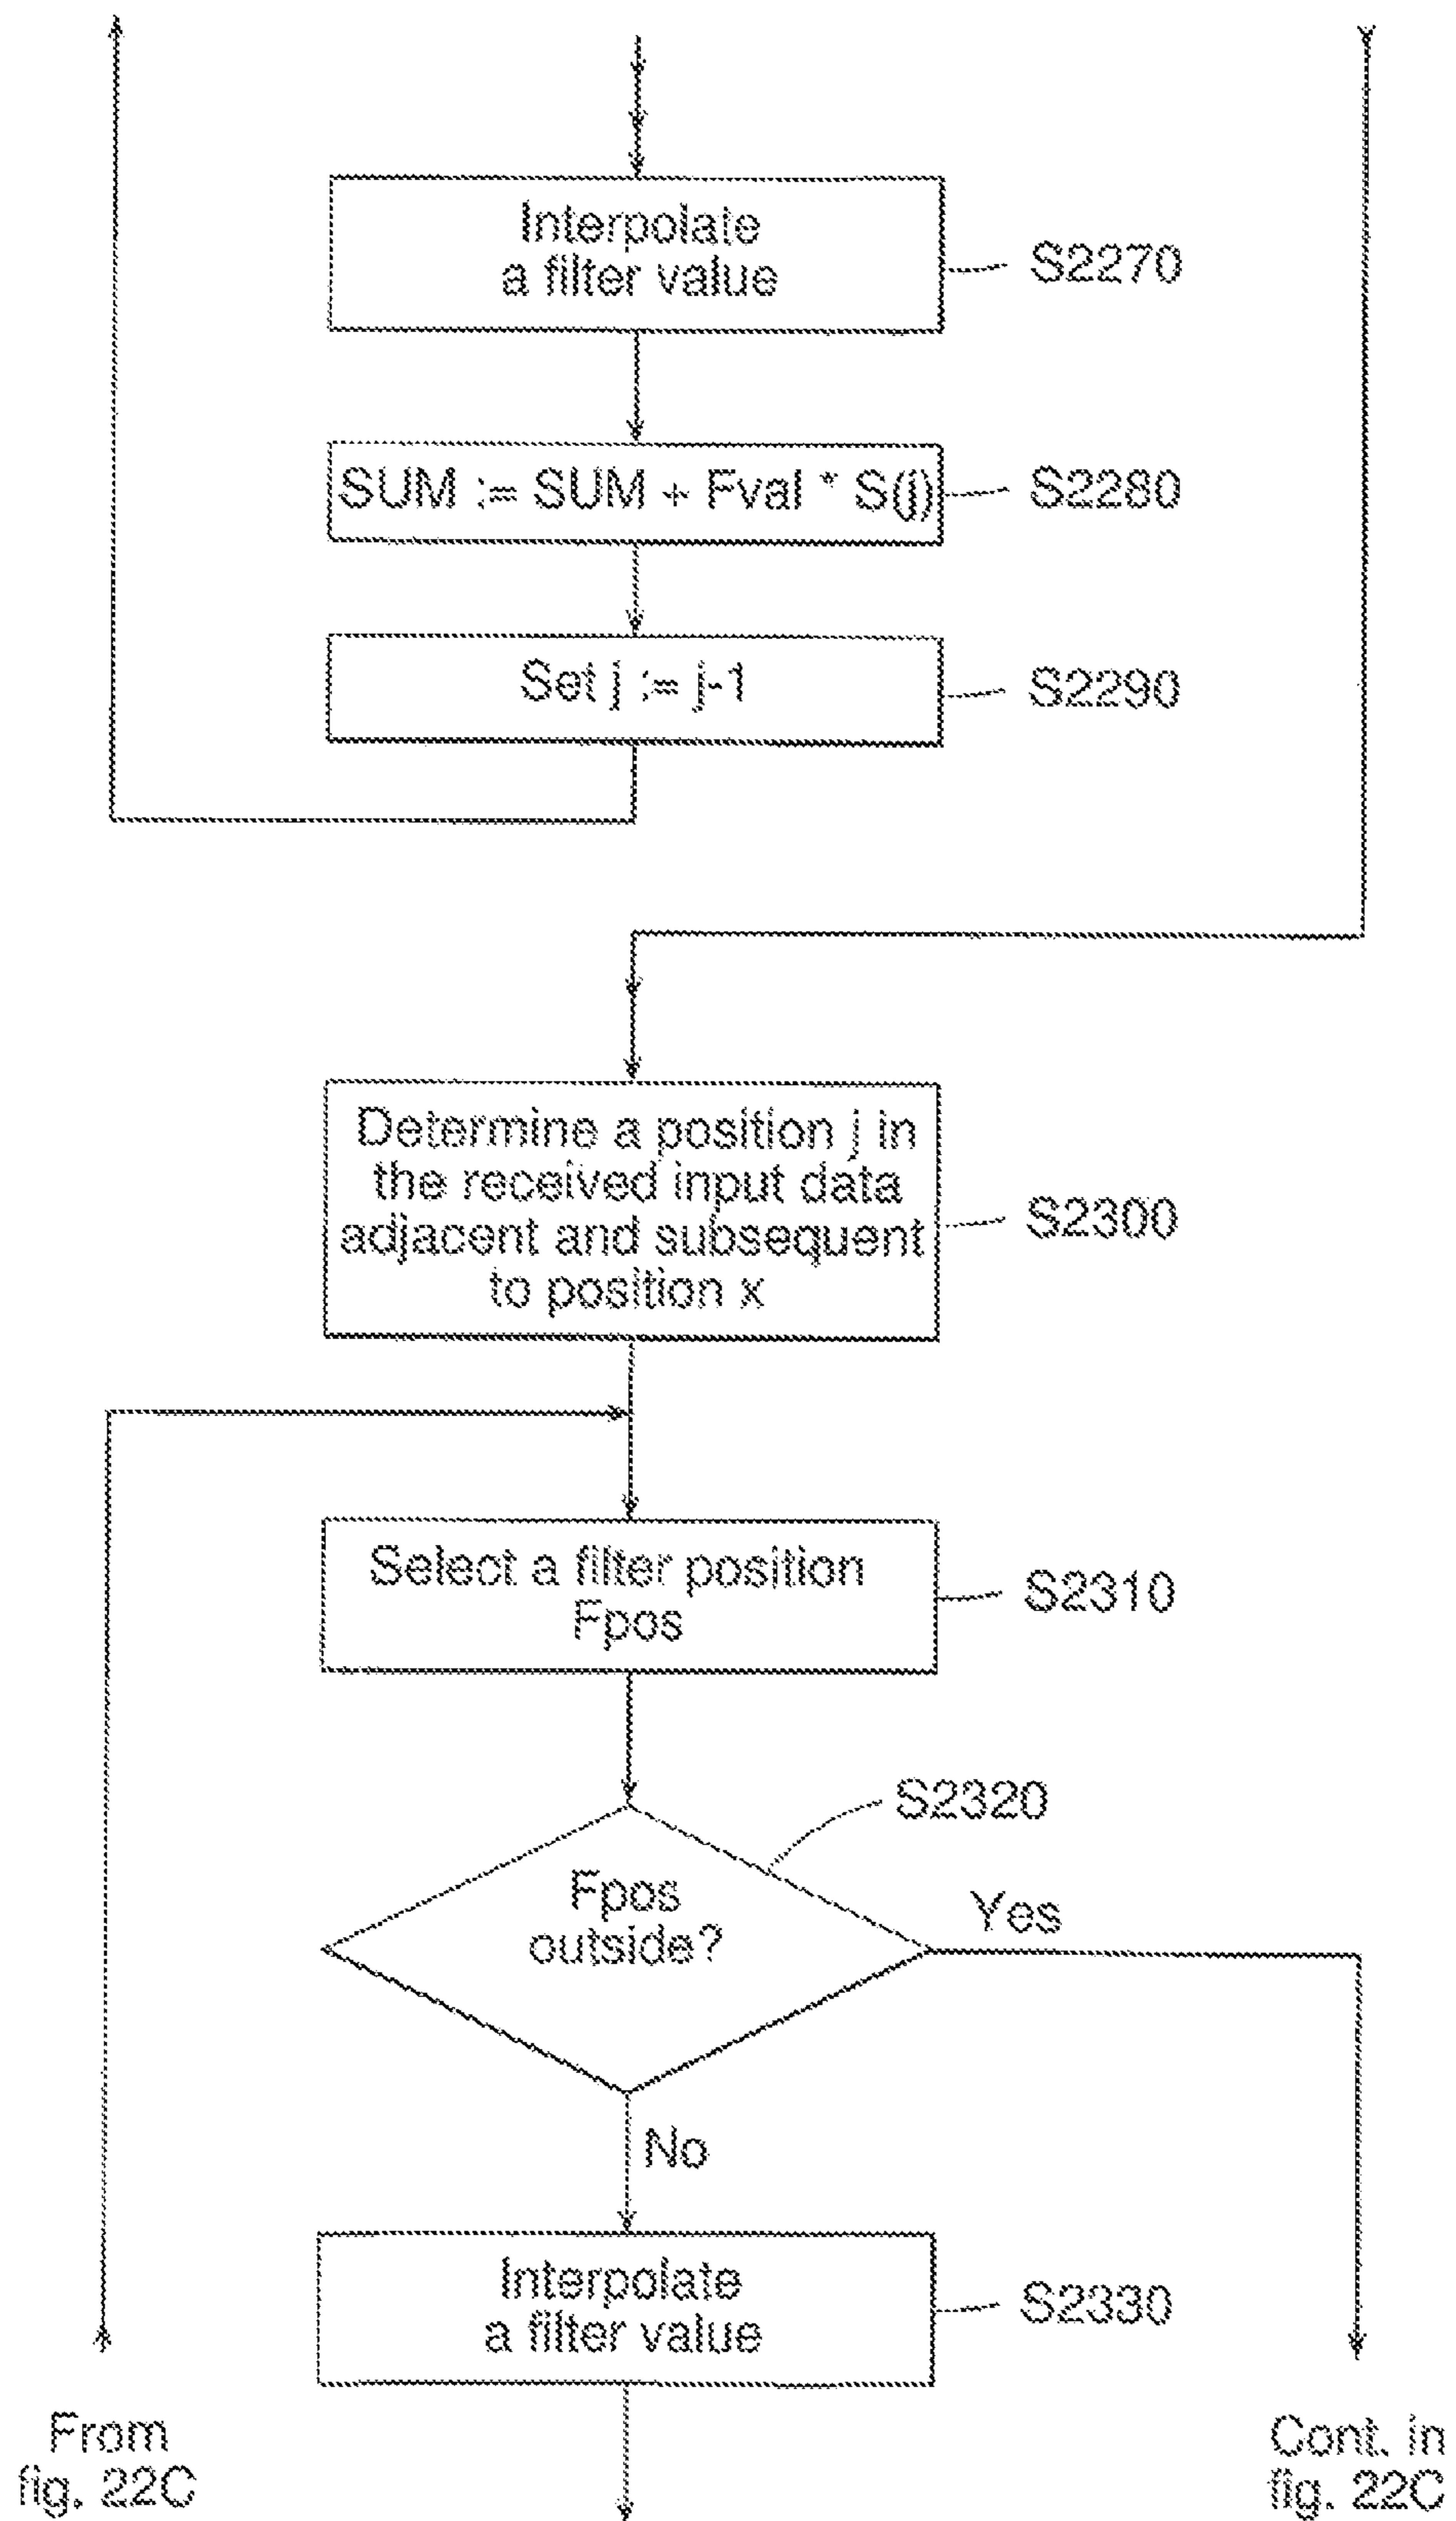 Interpolate
a filter value
S2270
SUM := SUM + Fval * S(j)
S2280
Set j := j-1
S2290
Determine a position j in
the received input data
adjacent and subsequent
to position x
S2300
Select a filter position
Fpos
S2310
S2320
Fpos
outside?
Yes
No
Interpolate
a filter value
S2330
From
fig. 22C
Cont. in
fig. 22C